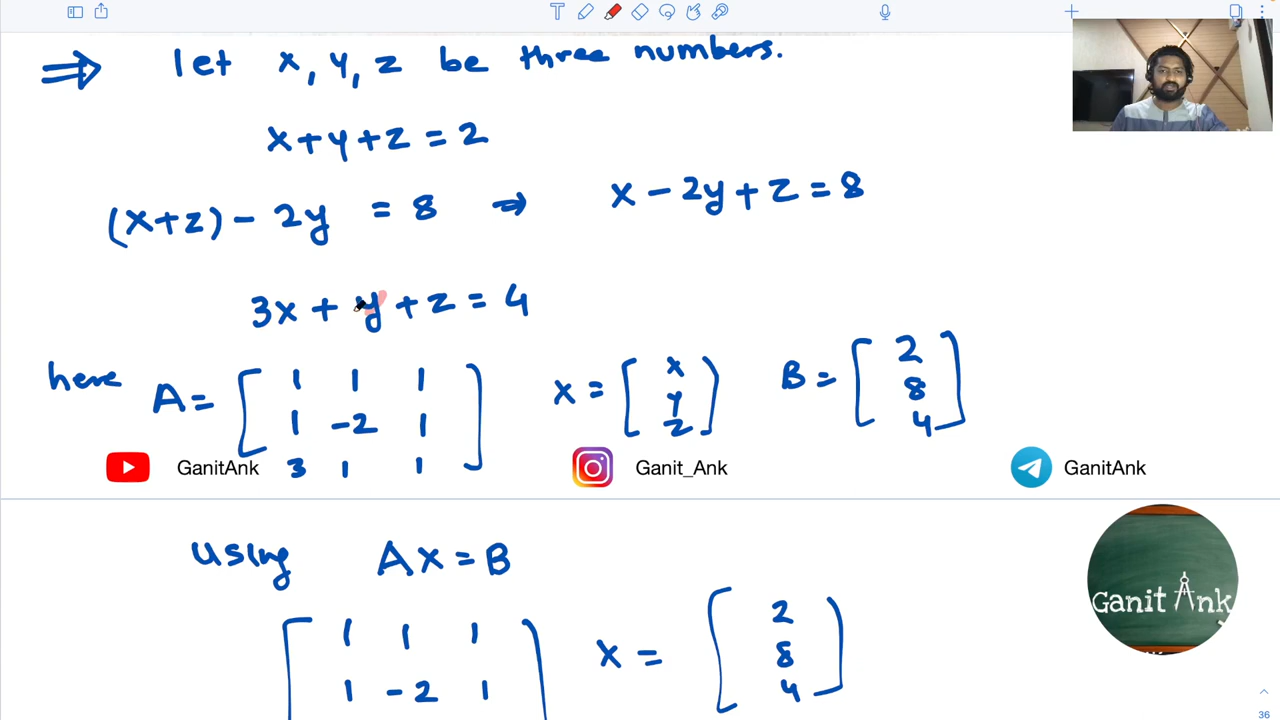 ⇒ let x, y, z be three numbers.
x+y+z=2
(x+z) - 2y = 8 → x - 2y + z = 8
3x + y + z = 4
here A= [ 1 1 1
1 -2 1
3 1 1 ]
x = [ x
y
z ]
B= [ 2
8
4 ]
GanitAnk Ganit_Ank GanitAnk
Using Ax=B
[ 1 1 1
1 -2 1 ]
x = [ 2
8
4 ]
Ganit Ank
36